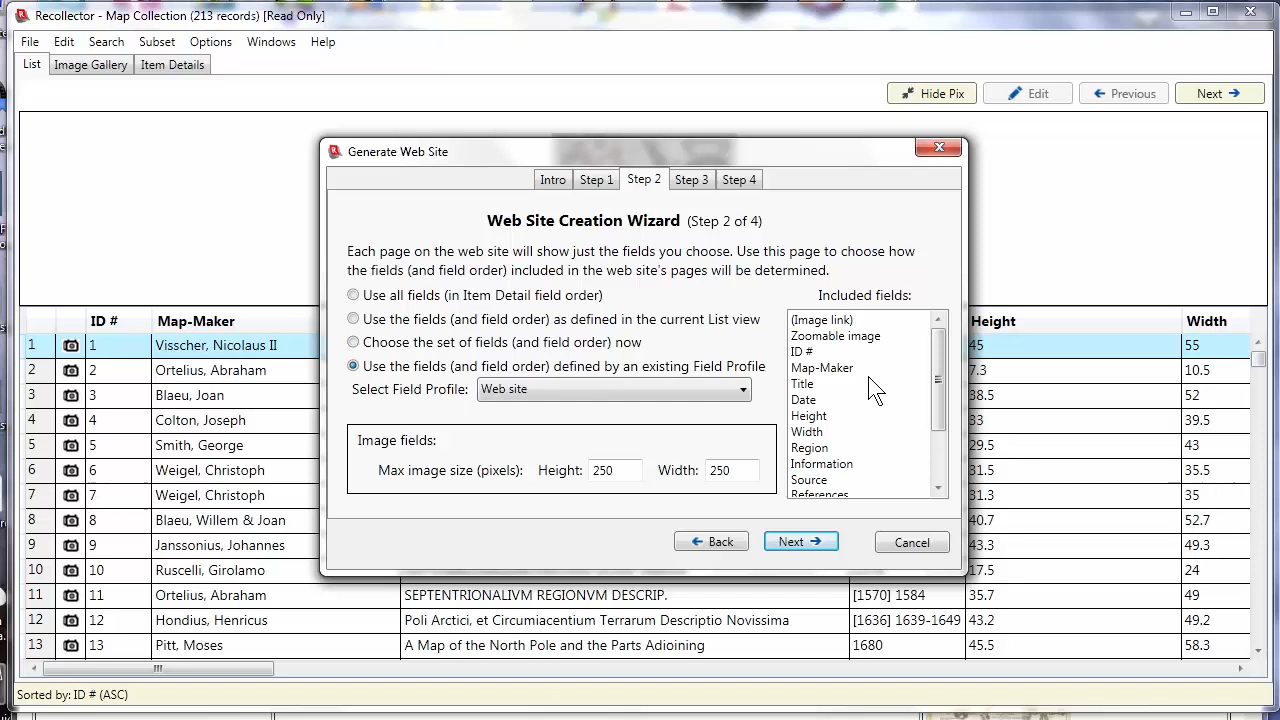 Recollector - Map Collection (213 records) [Read Only]
File Edit Search Subset Options Windows Help
List Image Gallery Item Details
Hide Pix Edit Previous Next
Generate Web Site
Intro Step 1 Step 2 Step 3 Step 4
Web Site Creation Wizard (Step 2 of 4)
Each page on the web site will show just the fields you choose. Use this page to choose how
the fields (and field order) included in the web site's pages will be determined.
Use all fields (in Item Detail field order)
Use the fields (and field order) as defined in the current List view
Choose the set of fields (and field order) now
Use the fields (and field order) defined by an existing Field Profile
Select Field Profile: Web site
Image fields:
Max image size (pixels): Height: 250 Width: 250
Included fields:
(Image link)
Zoomable image
ID #
Map-Maker
Title
Date
Height
Width
Region
Information
Source
References
Back Next Cancel
ID # Map-Maker Height Width
1 1 Visscher, Nicolaus II 45 55
2 2 Ortelius, Abraham 7.3 10.5
3 3 Blaeu, Joan 38.5 52
4 4 Colton, Joseph 33 39.5
5 5 Smith, George 29.5 43
6 6 Weigel, Christoph 31.5 35.5
7 7 Weigel, Christoph 31.3 35
8 8 Blaeu, Willem & Joan 40.7 52.7
9 9 Janssonius, Johannes 43.3 49.3
10 10 Ruscelli, Girolamo 17.5 24
11 11 Ortelius, Abraham SEPTENTRIONALIVM REGIONVM DESCRIP. [1570] 1584 35.7 49
12 12 Hondius, Henricus Poli Arctici, et Circumiacentium Terrarum Descriptio Novissima [1636] 1639-1649 43.2 49.2
13 13 Pitt, Moses A Map of the North Pole and the Parts Adioining 1680 45.5 58.3
Sorted by: ID # (ASC)